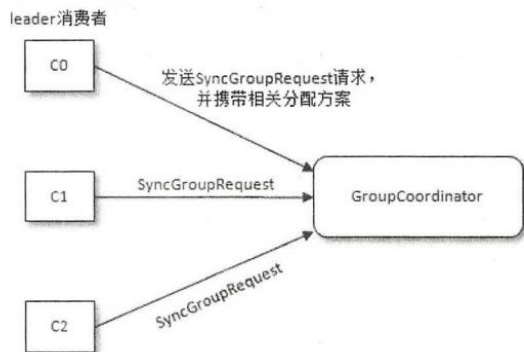 leader消费者
C0
发送SyncGroupRequest请求，
并携带相关分配方案
C1
SyncGroupRequest
GroupCoordinator
C2
SyncGroupRequest